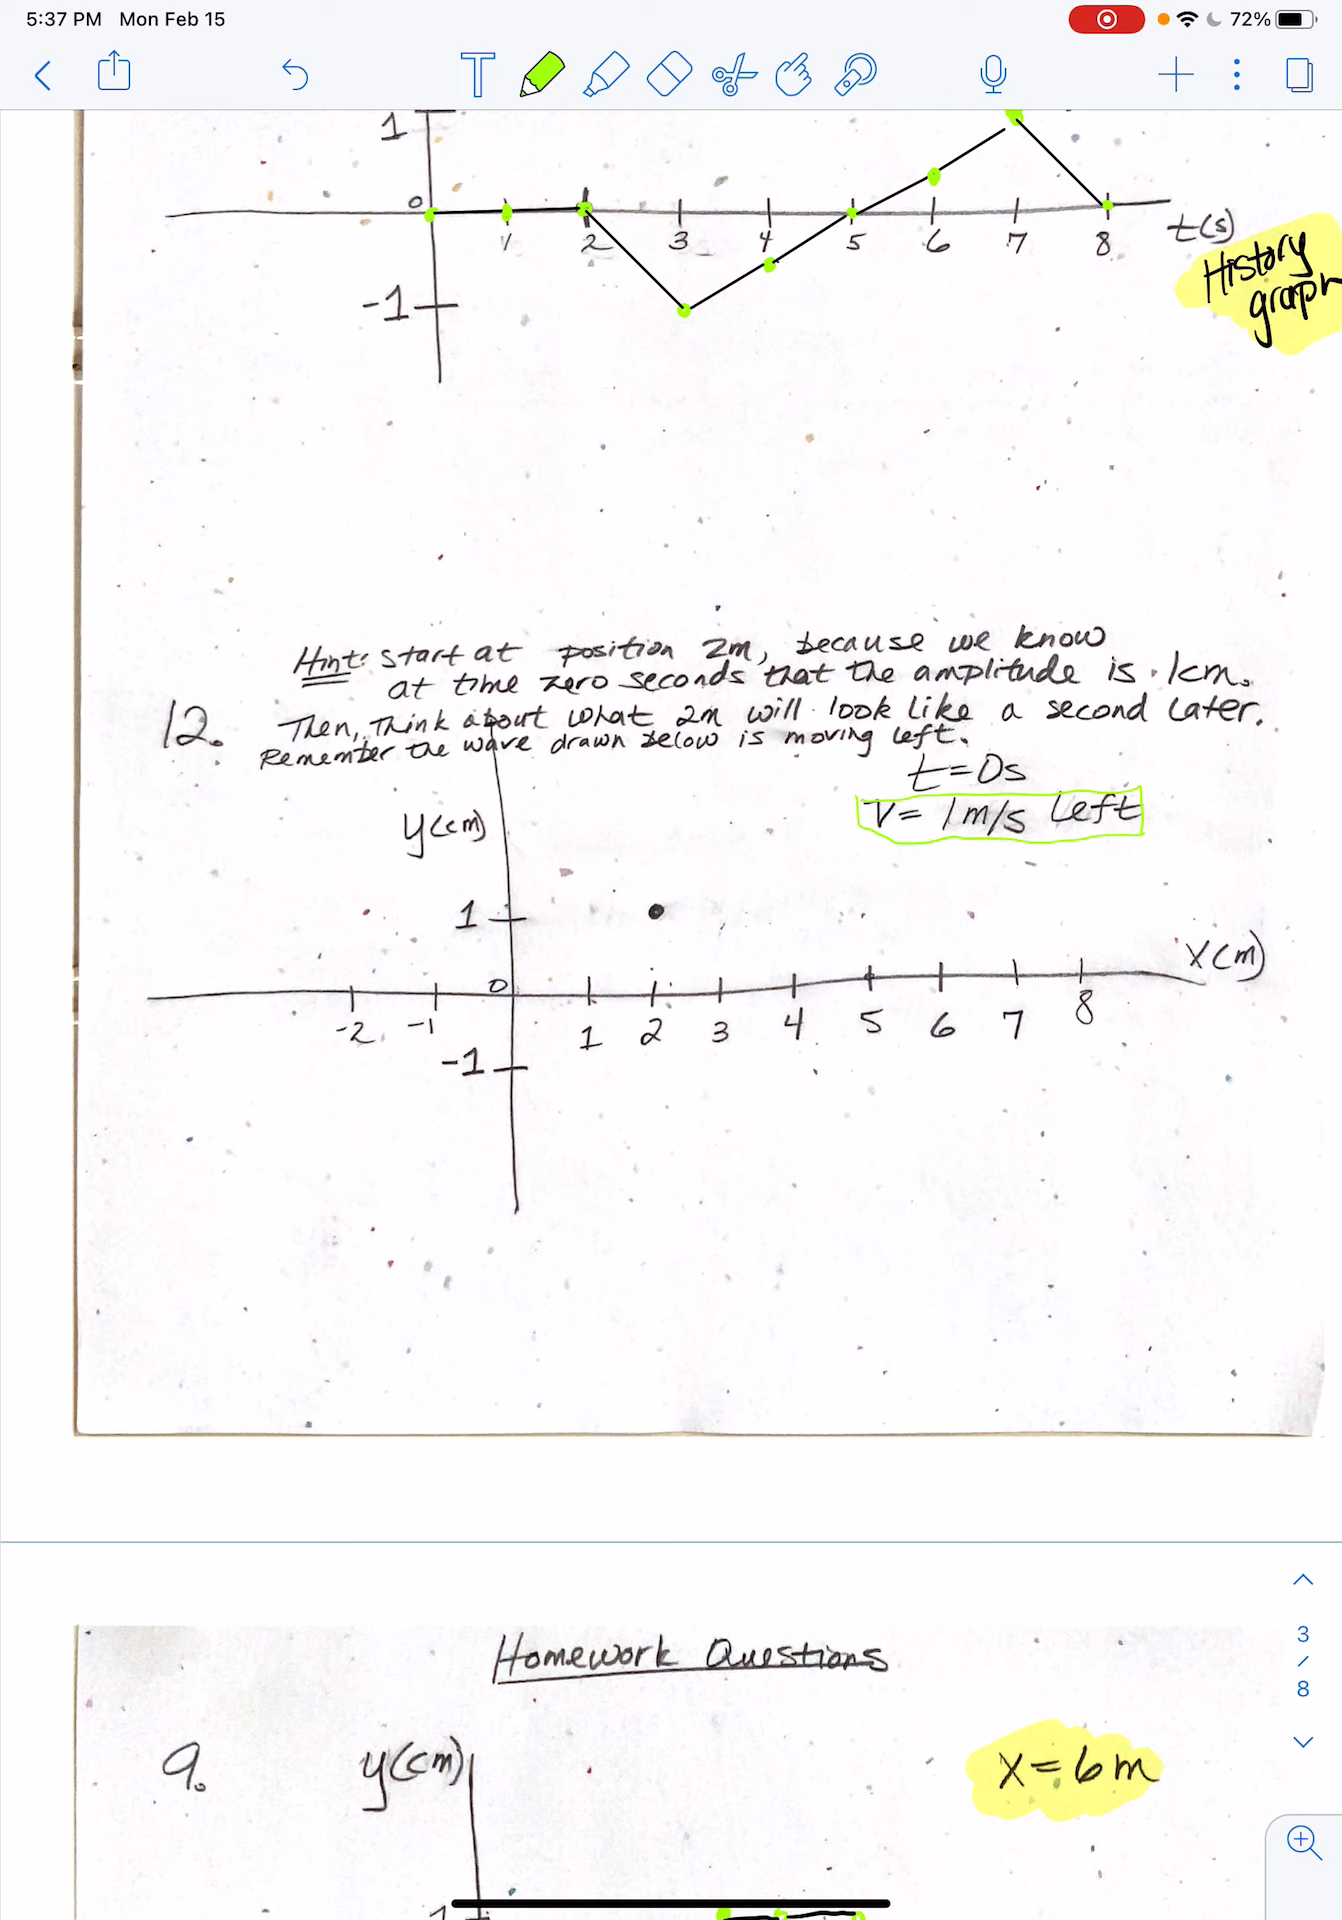 5:37 PM Mon Feb 15
72%
T
1
0
1 2 3 4 5 6 7 8
t(s)
-1
History
graph
Hint: start at position 2m, because we know
at time zero seconds that the amplitude is 1cm.
12. Then, think about what 2m will look like a second later.
Remember the wave drawn below is moving left.
t=0s
V= 1m/s Left
y(cm)
1
x(m)
0
-2 -1 1 2 3 4 5 6 7 8
-1
3
/
8
Homework Questions
9. y(cm)
x=6m
1